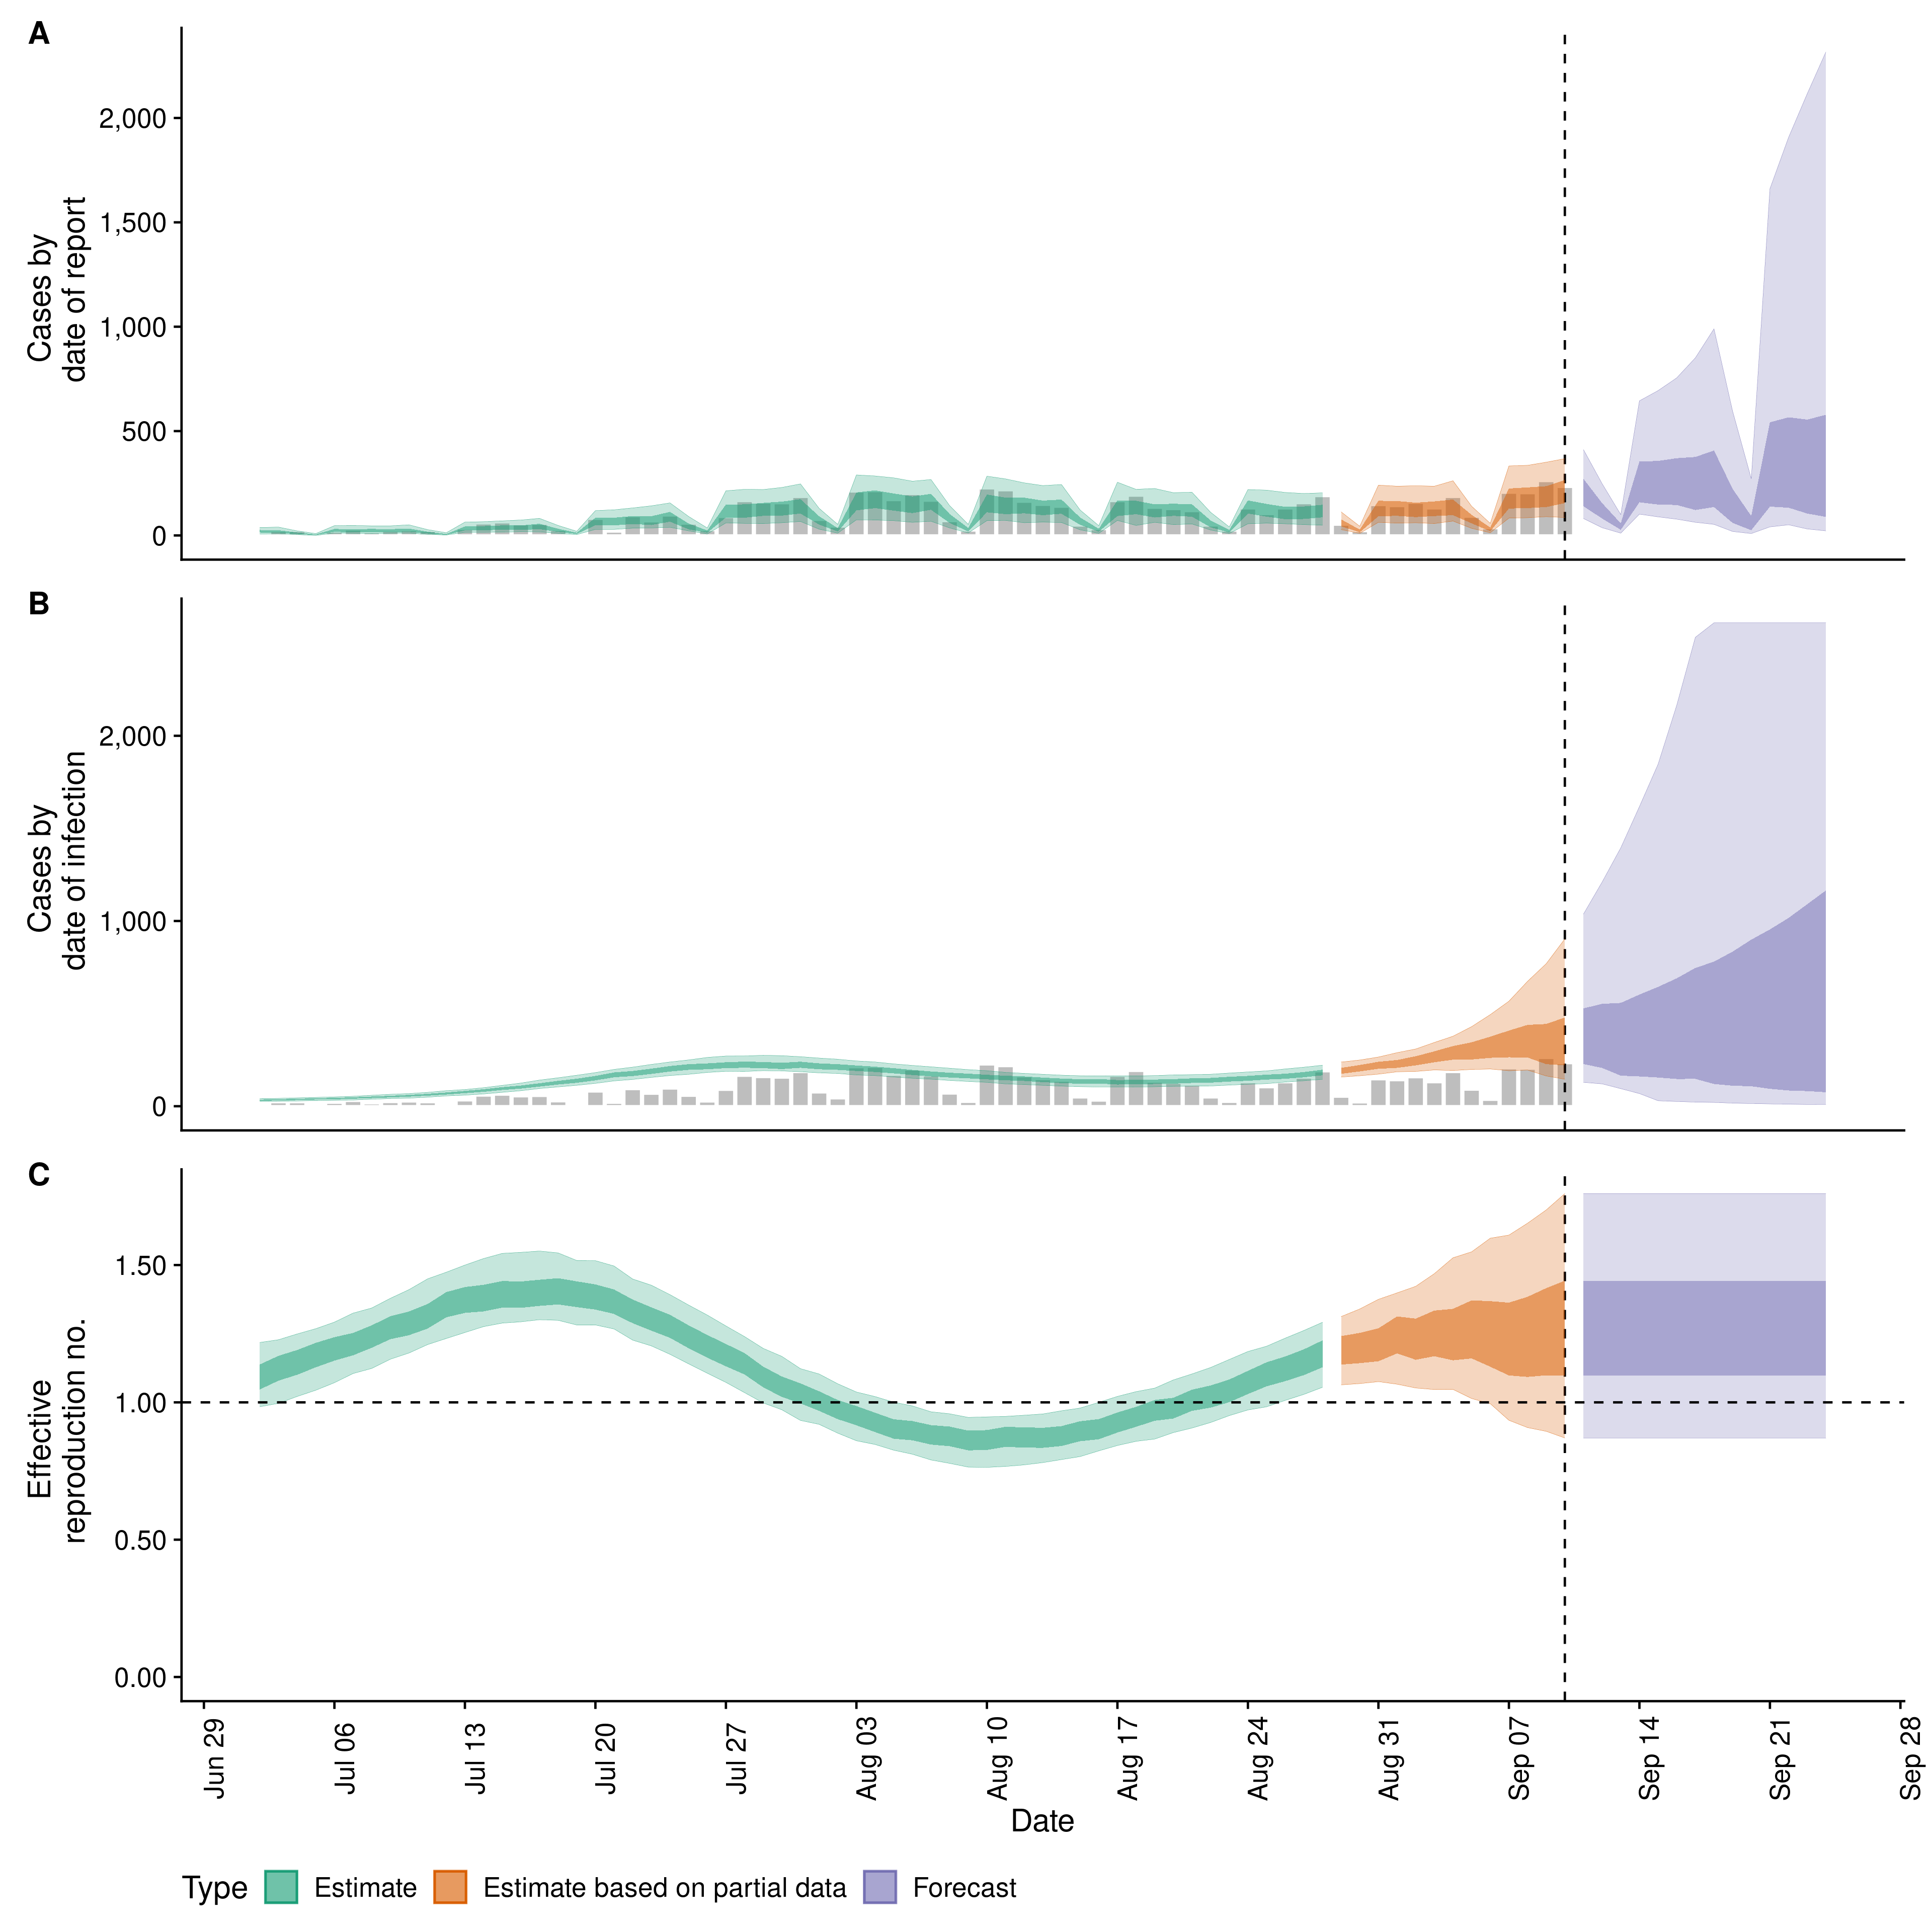 A
Cases by
date of report
2,000
1,500
1,000
500
0
B
Cases by
date of infection
2,000
1,000
0
C
Effective
reproduction no.
1.50
1.00
0.50
0.00
Jun 29
Jul 06
Jul 13
Jul 20
Jul 27
Aug 03
Aug 10
Aug 17
Aug 24
Aug 31
Sep 07
Sep 14
Sep 21
Sep 28
Date
Type Estimate Estimate based on partial data Forecast